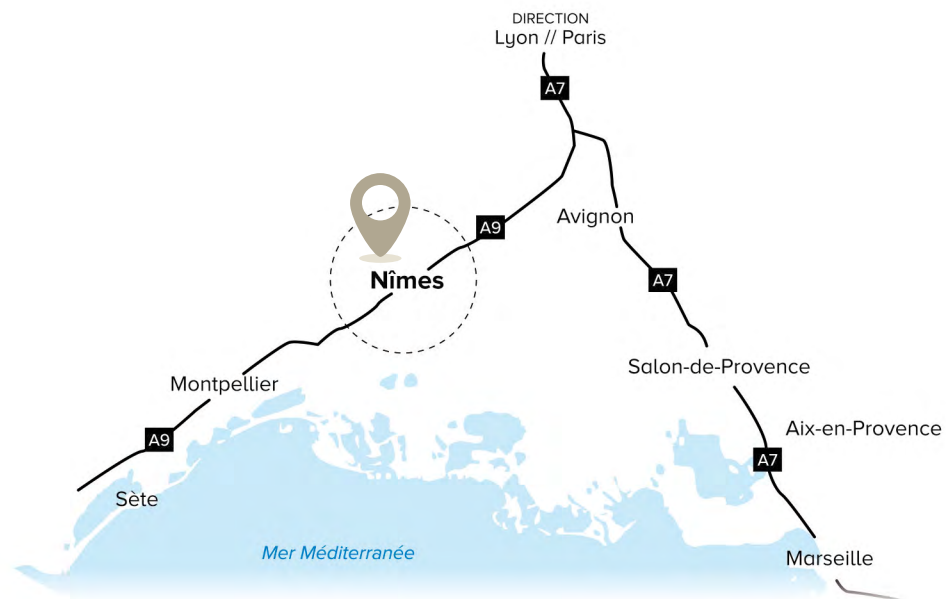 DIRECTION
Lyon // Paris
A7
Avignon
A9
Nîmes
A7
Salon-de-Provence
Montpellier
Aix-en-Provence
A9
A7
Sète
Mer Méditerranée
Marseille